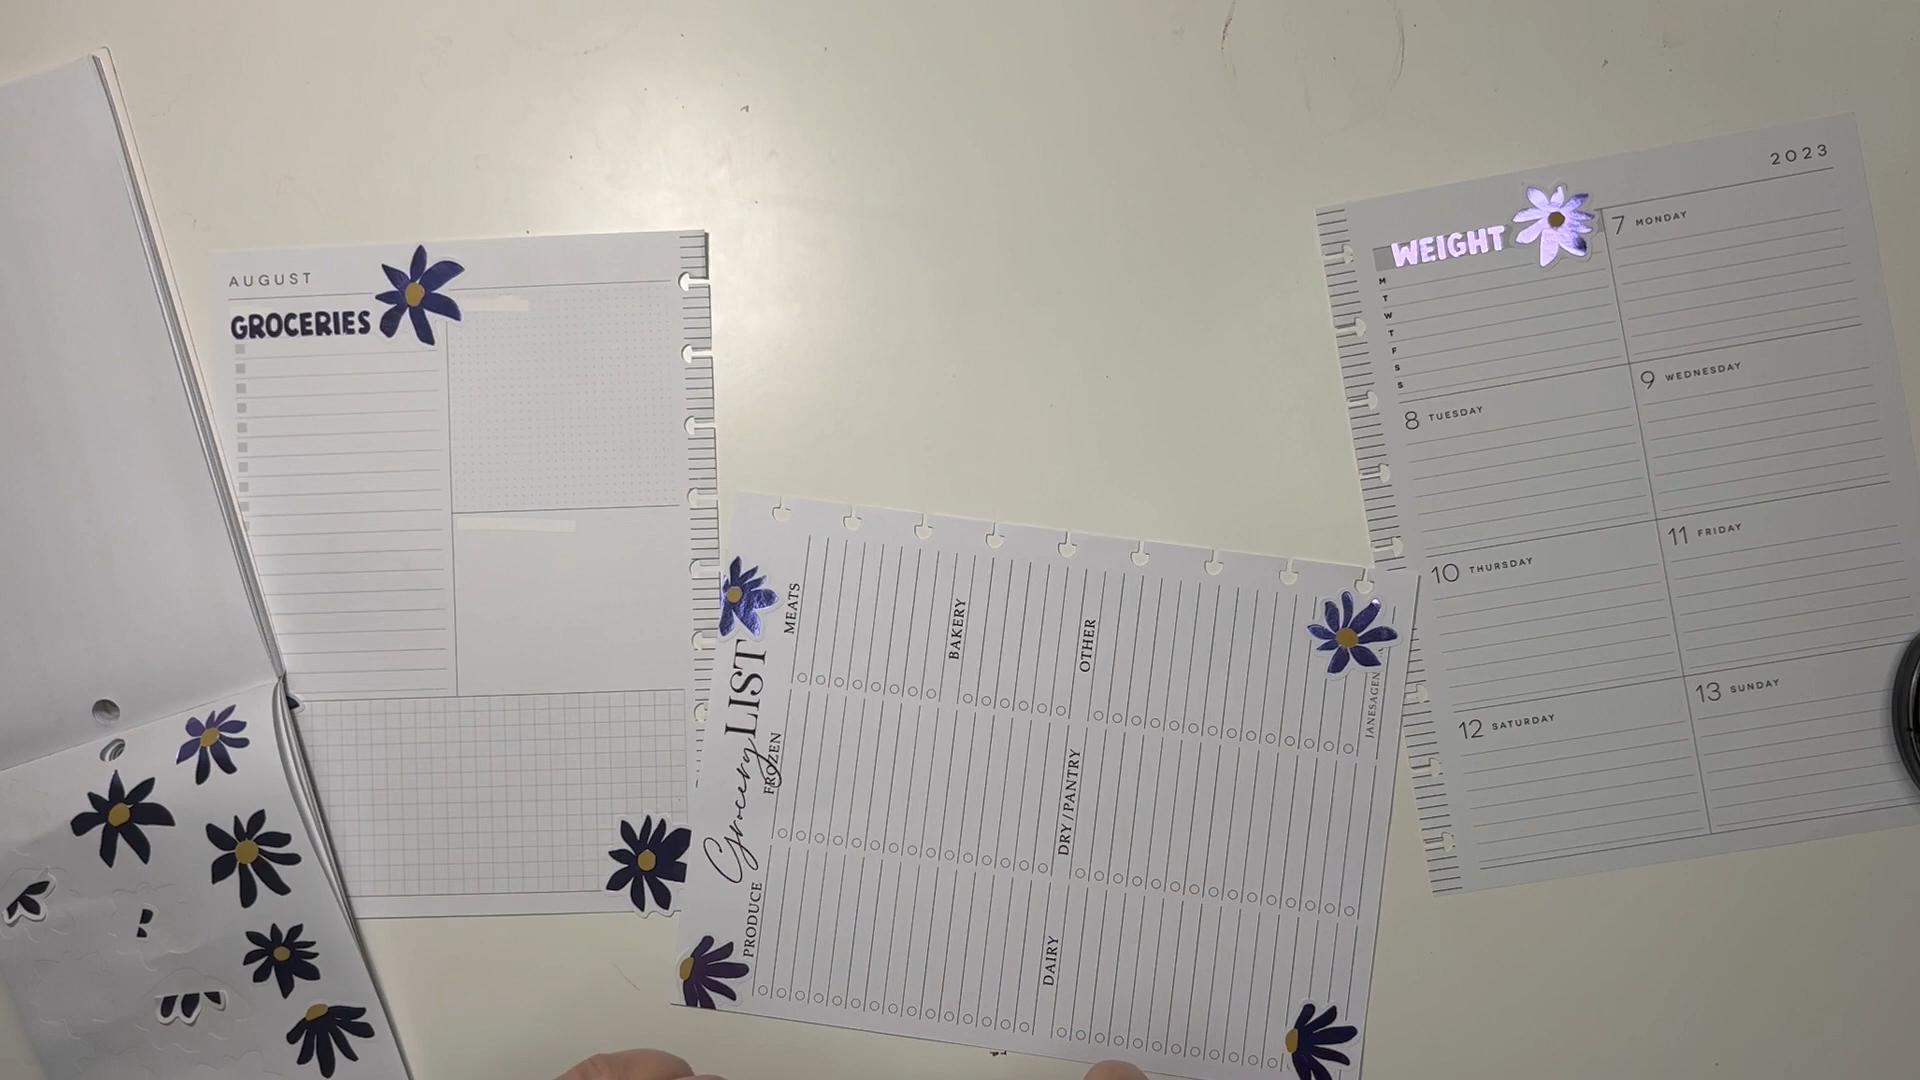 AUGUST
GROCERIES
Grocery LIST
MEATS
BAKERY
OTHER
FROZEN
DRY/PANTRY
PRODUCE
DAIRY
2023
WEIGHT
M
T
W
T
F
S
S
7 MONDAY
8 TUESDAY
9 WEDNESDAY
10 THURSDAY
11 FRIDAY
12 SATURDAY
13 SUNDAY